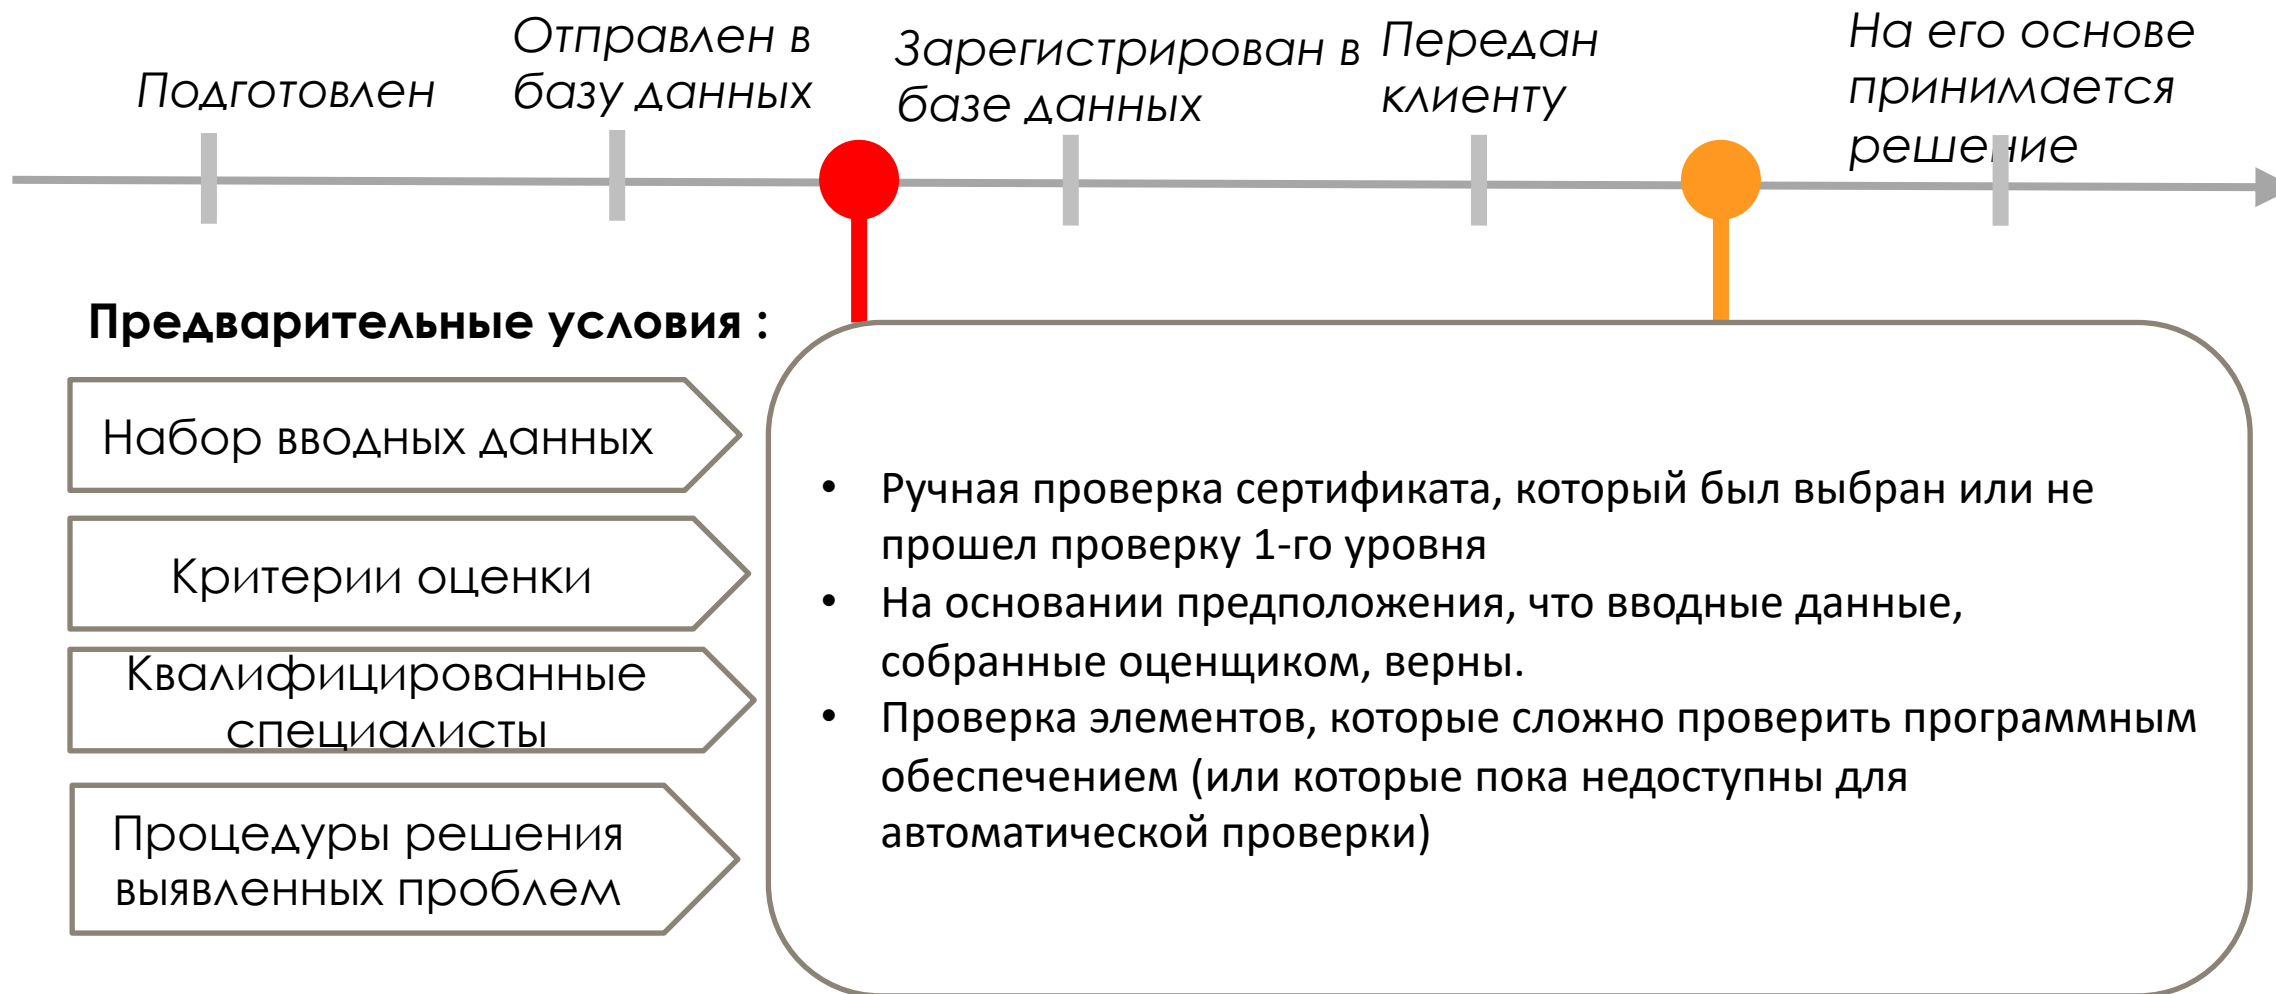 Подготовлен
Отправлен в
базу данных
Зарегистрирован в
базе данных
Передан
клиенту
На его основе
принимается
решение
Предварительные условия :
Набор вводных данных
Критерии оценки
Квалифицированные
специалисты
Процедуры решения
выявленных проблем
• Ручная проверка сертификата, который был выбран или не
прошел проверку 1-го уровня
• На основании предположения, что вводные данные,
собранные оценщиком, верны.
• Проверка элементов, которые сложно проверить программным
обеспечением (или которые пока недоступны для
автоматической проверки)